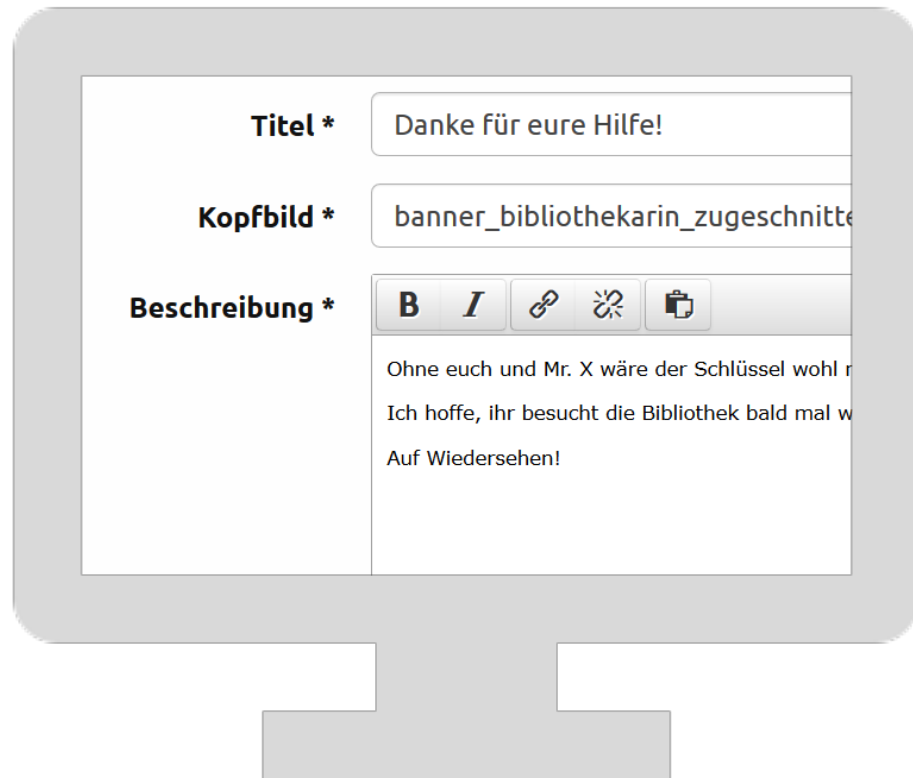 Titel * Danke für eure Hilfe!
Kopfbild * banner_bibliothekarin_zugeschnitte
Beschreibung * B I
Ohne euch und Mr. X wäre der Schlüssel wohl
Ich hoffe, ihr besucht die Bibliothek bald mal w
Auf Wiedersehen!